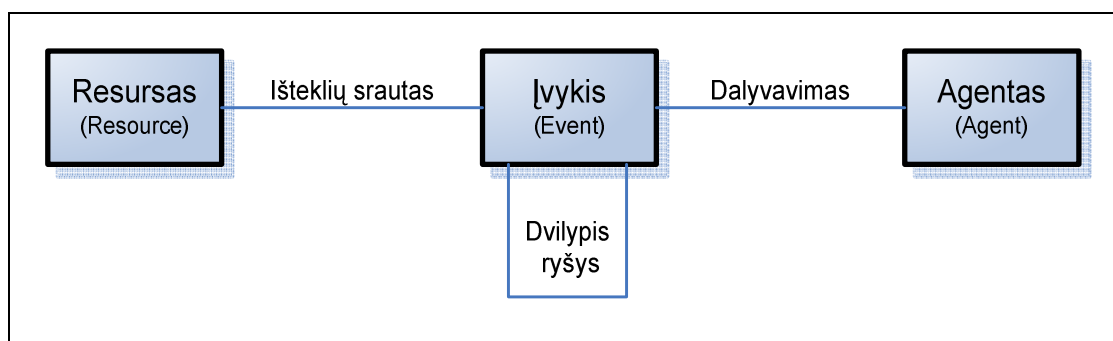 Resursas
(Resource)
Išteklių srautas
Įvykis
(Event)
Dalyvavimas
Agentas
(Agent)
Dvilypis
ryšys